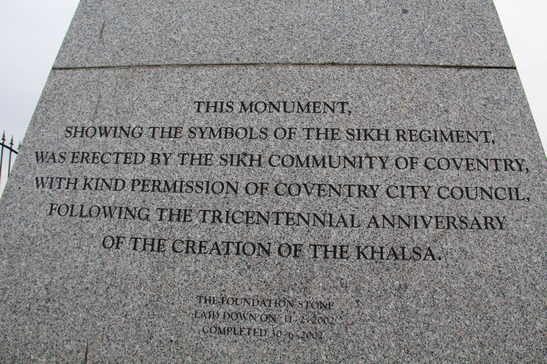 THIS MONUMENT,
SHOWING THE SYMBOLS OF THE SIKH REGIMENT,
WAS ERECTED BY THE SIKH COMMUNITY OF COVENTRY,
WITH KIND PERMISSION OF COVENTRY CITY COUNCIL,
FOLLOWING THE TRICENTENNIAL ANNIVERSARY
OF THE CREATION OF THE KHALSA.
THE FOUNDATION STONE
LAID DOWN ON 11-2-2002
COMPLETED 30-6-2002